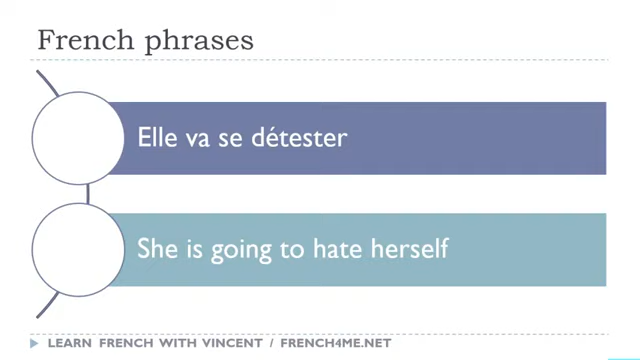 French phrases
Elle va se détester
She is going to hate herself
LEARN FRENCH WITH VINCENT / FRENCH4ME.NET